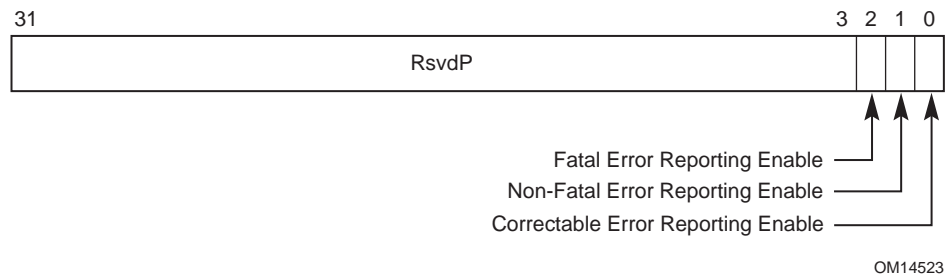 31 3 2 1 0
RsvdP
Fatal Error Reporting Enable
Non-Fatal Error Reporting Enable
Correctable Error Reporting Enable
OM14523